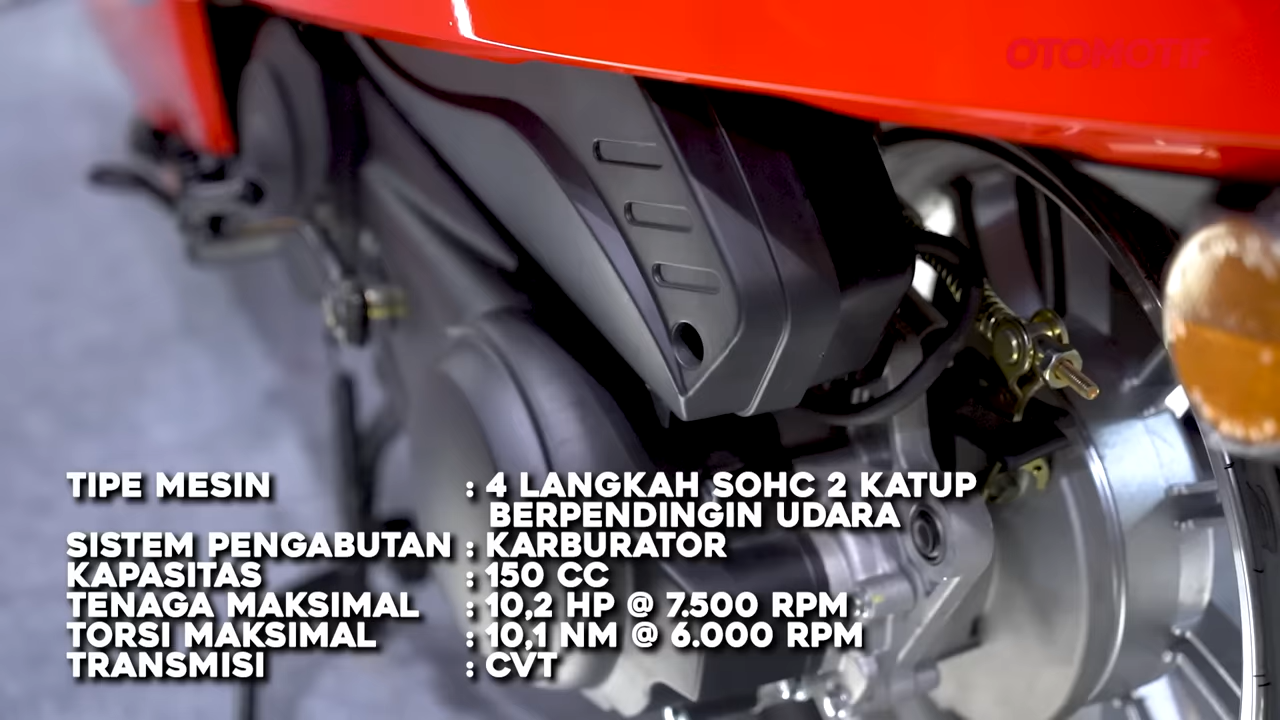 OTOMOTIF
TIPE MESIN : 4 LANGKAH SOHC 2 KATUP
BERPENDINGIN UDARA
SISTEM PENGABUTAN : KARBURATOR
KAPASITAS : 150 CC
TENAGA MAKSIMAL : 10,2 HP @ 7.500 RPM
TORSI MAKSIMAL : 10,1 NM @ 6.000 RPM
TRANSMISI : CVT